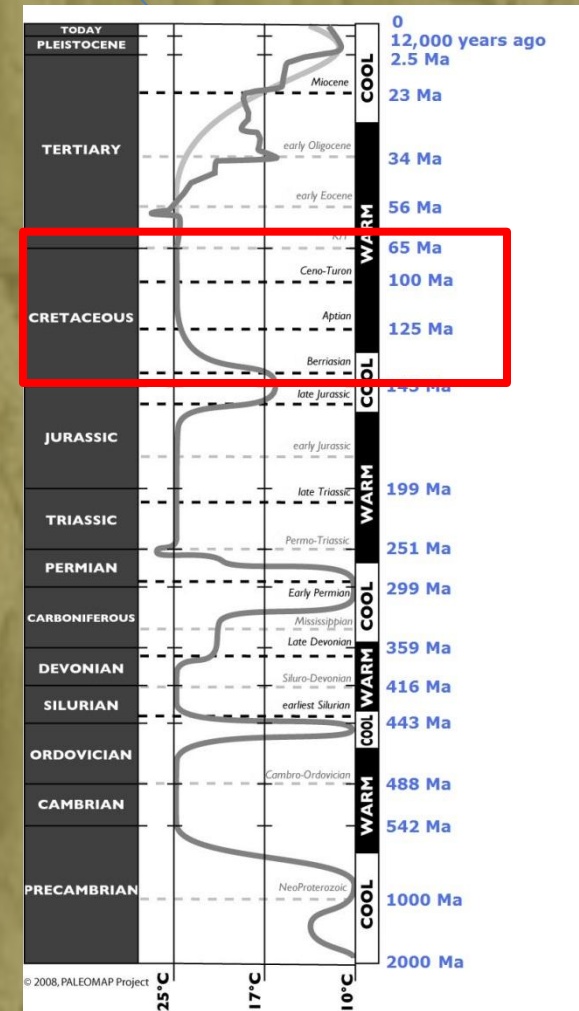 TODAY
0
PLEISTOCENE
12,000 years ago
2.5 Ma
Miocene
COOL
23 Ma
TERTIARY
early Oligocene
34 Ma
early Eocene
56 Ma
WARM
65 Ma
Ceno-Turon
100 Ma
CRETACEOUS
Aptian
125 Ma
Berriasian
COOL
late Jurassic
JURASSIC
early Jurassic
WARM
late Triassic
199 Ma
TRIASSIC
Permo-Triassic
251 Ma
PERMIAN
Early Permian
299 Ma
COOL
CARBONIFEROUS
Mississippian
Late Devonian
359 Ma
DEVONIAN
WARM
Siluro-Devonian
416 Ma
SILURIAN
earliest Silurian
443 Ma
COOL
ORDOVICIAN
Cambro-Ordovician
488 Ma
CAMBRIAN
WARM
542 Ma
PRECAMBRIAN
NeoProterozoic
COOL
1000 Ma
2000 Ma
© 2008, PALEOMAP Project
25°C
17°C
10°C